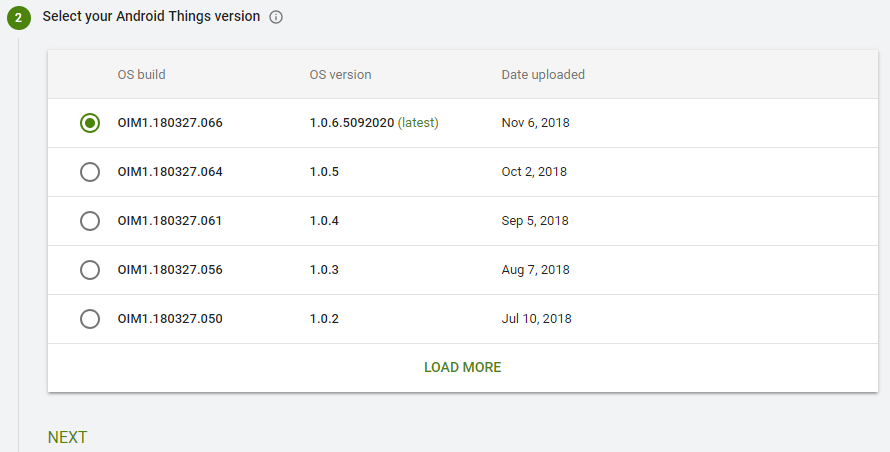 2 Select your Android Things version
OS build OS version Date uploaded
OIM1.180327.066 1.0.6.5092020 (latest) Nov 6, 2018
OIM1.180327.064 1.0.5 Oct 2, 2018
OIM1.180327.061 1.0.4 Sep 5, 2018
OIM1.180327.056 1.0.3 Aug 7, 2018
OIM1.180327.050 1.0.2 Jul 10, 2018
LOAD MORE
NEXT